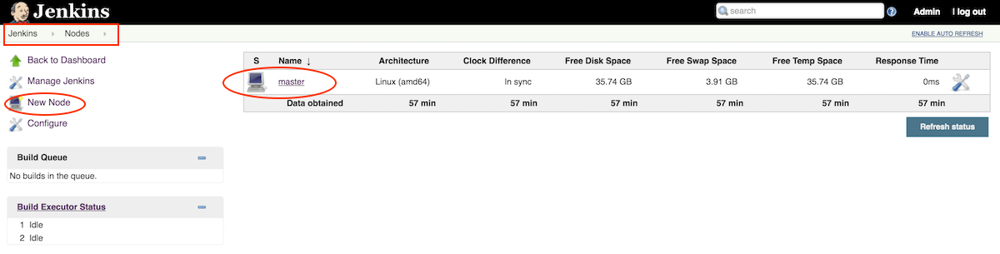 Jenkins
search
Admin
| log out
Jenkins
Nodes
ENABLE AUTO REFRESH
Back to Dashboard
Manage Jenkins
New Node
Configure
Build Queue
No builds in the queue.
Build Executor Status
1 Idle
2 Idle
S Name ↓ Architecture Clock Difference Free Disk Space Free Swap Space Free Temp Space Response Time
master Linux (amd64) In sync 35.74 GB 3.91 GB 35.74 GB 0ms
Data obtained 57 min 57 min 57 min 57 min 57 min 57 min
Refresh status